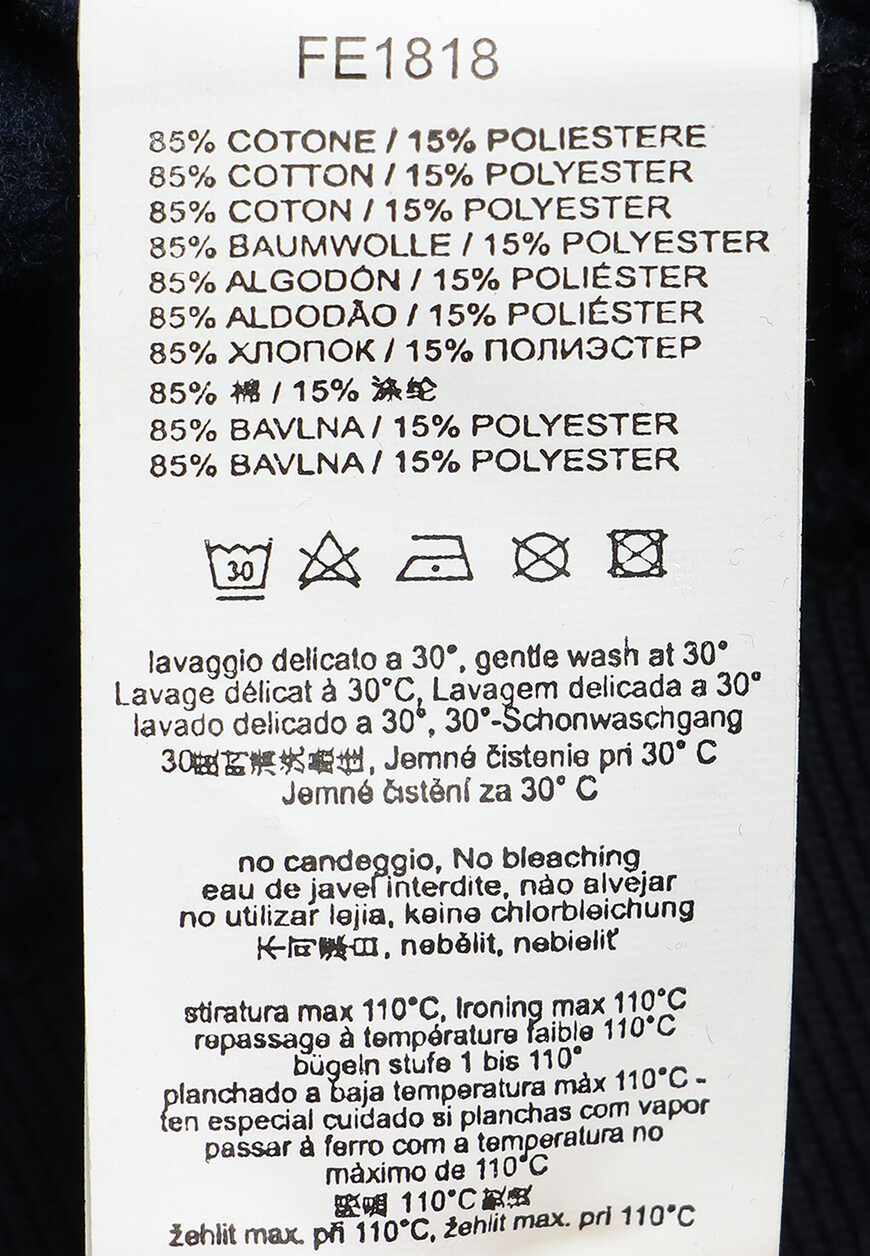 FE1818
85% COTONE / 15% POLIESTERE
85% COTTON / 15% POLYESTER
85% COTON / 15% POLYESTER
85% BAUMWOLLE / 15% POLYESTER
85% ALGODÓN / 15% POLIÉSTER
85% ALDODÃO / 15% POLIÉSTER
85% ХЛОПОК / 15% ПОЛИЭСТЕР
85% 棉 / 15% 涤纶
85% BAVLNA / 15% POLYESTER
85% BAVLNA / 15% POLYESTER
30
lavaggio delicato a 30°, gentle wash at 30°
Lavage délicat à 30°C, Lavagem delicada a 30°
lavado delicado a 30°, 30°-Schonwaschgang
30, Jemné čistenie pri 30° C
Jemné čistění za 30° C
no candeggio, No bleaching
eau de javel interdite, não alvejar
no utilizar lejia, keine chlorbleichung
, nebělit, nebieliť
stiratura max 110°C, Ironing max 110°C
repassage à température faible 110°C
bügeln stufe 1 bis 110°
planchado a baja temperatura máx 110°C -
ten especial cuidado si planchas com vapor
passar à ferro com a temperatura no
máximo de 110°C
110°C
žehlit max. při 110°C, žehlit max. pri 110°C